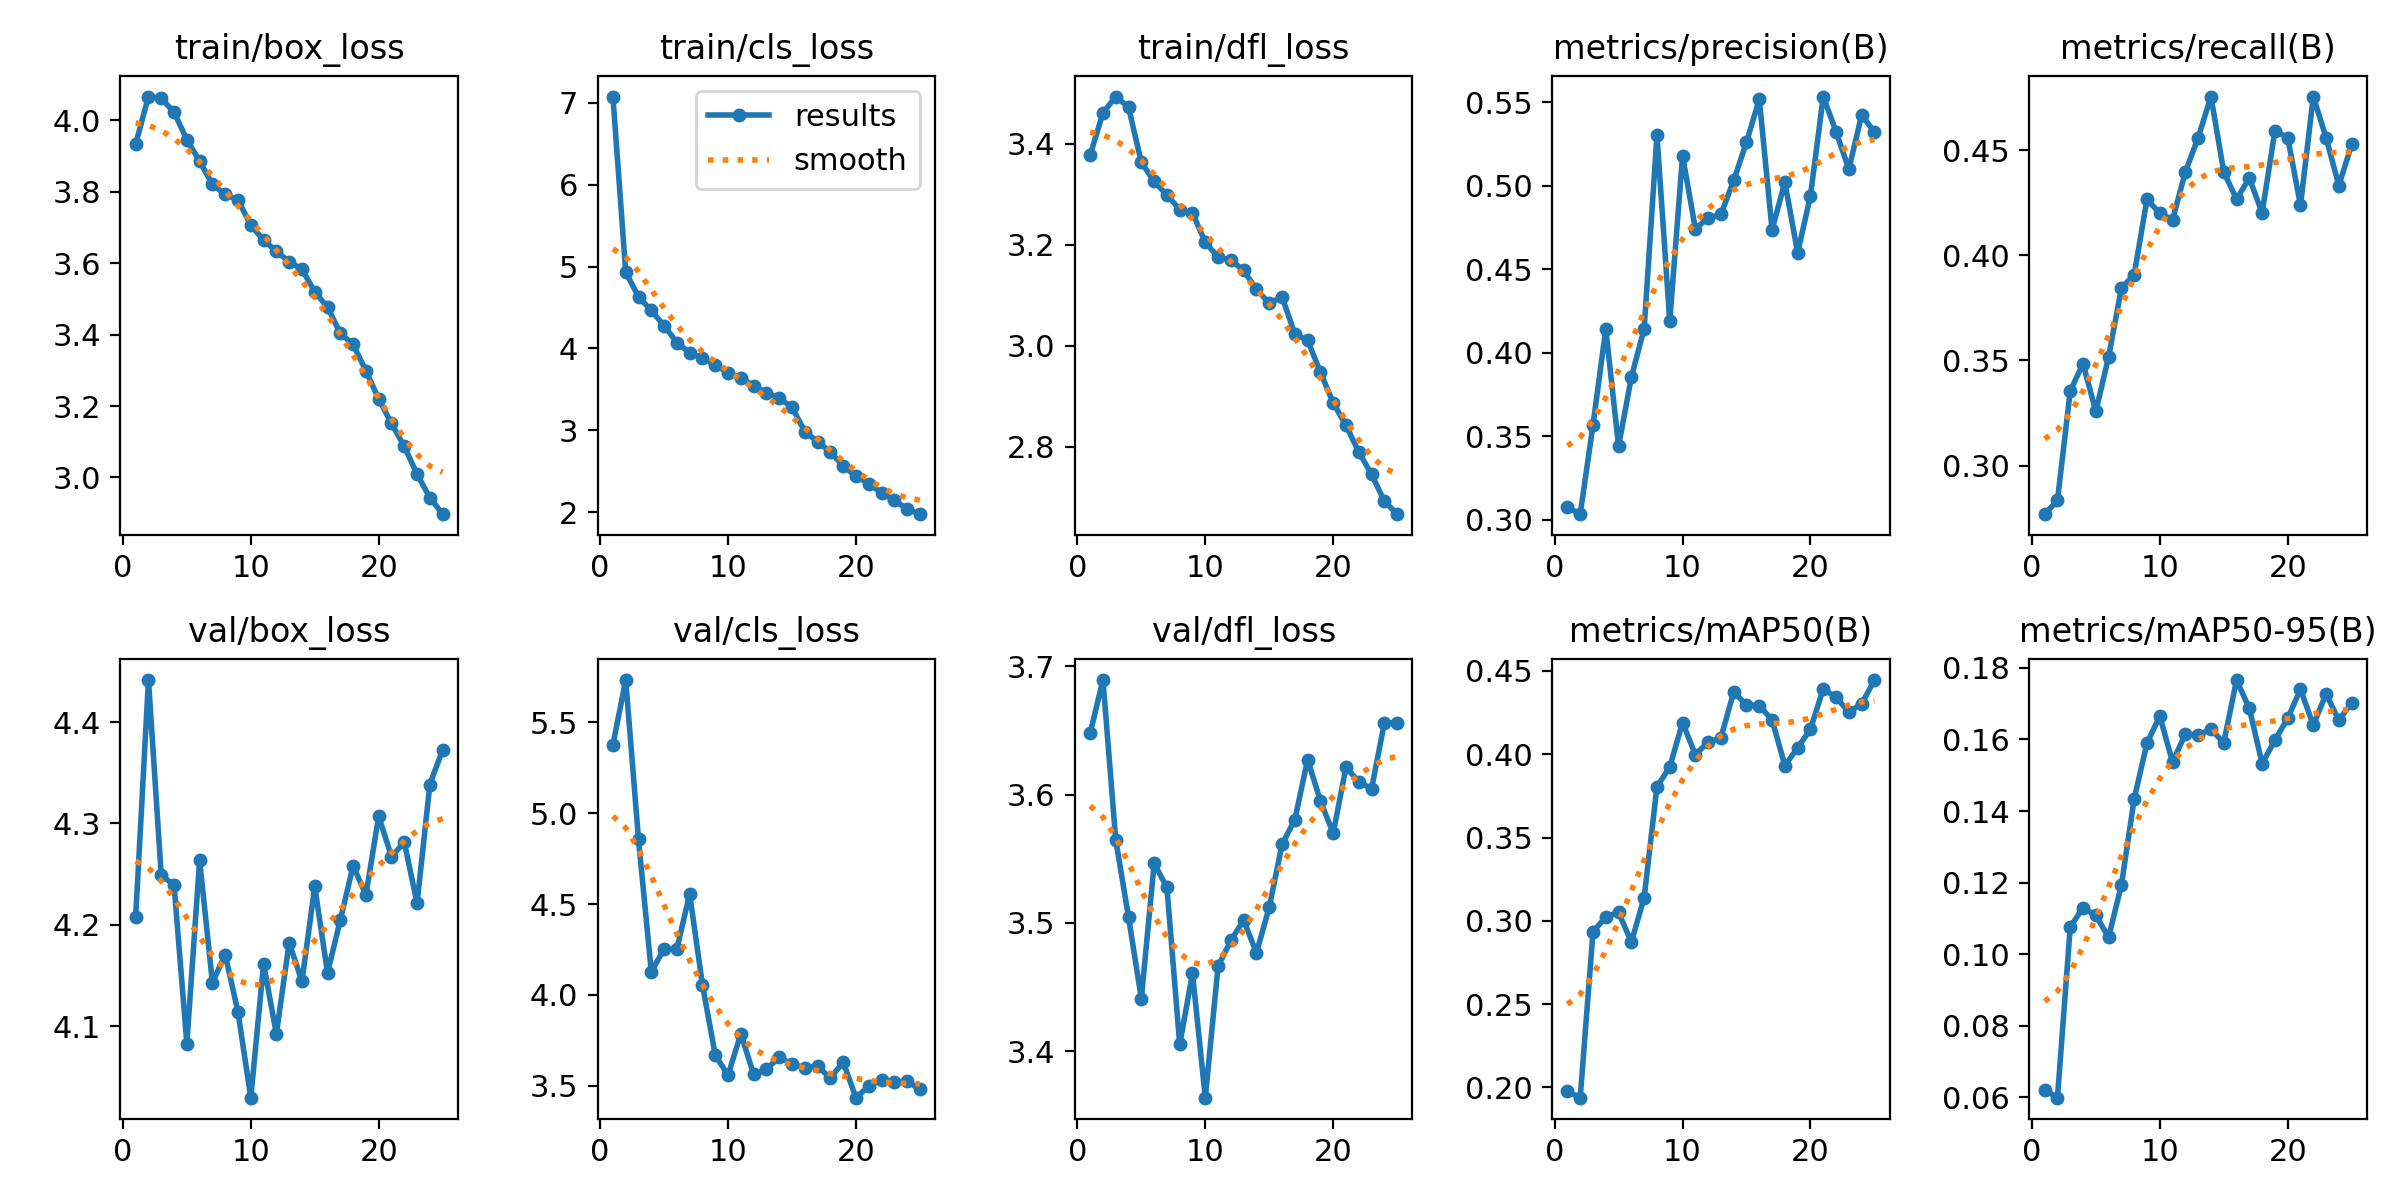 train/box_loss
train/cls_loss
train/dfl_loss
metrics/precision(B)
metrics/recall(B)
4.0
3.8
3.6
3.4
3.2
3.0
0 10 20
7
6
5
4
3
2
results
smooth
0 10 20
3.4
3.2
3.0
2.8
0 10 20
0.55
0.50
0.45
0.40
0.35
0.30
0 10 20
0.45
0.40
0.35
0.30
0 10 20
val/box_loss
val/cls_loss
val/dfl_loss
metrics/mAP50(B)
metrics/mAP50-95(B)
4.4
4.3
4.2
4.1
0 10 20
5.5
5.0
4.5
4.0
3.5
0 10 20
3.7
3.6
3.5
3.4
0 10 20
0.45
0.40
0.35
0.30
0.25
0.20
0 10 20
0.18
0.16
0.14
0.12
0.10
0.08
0.06
0 10 20